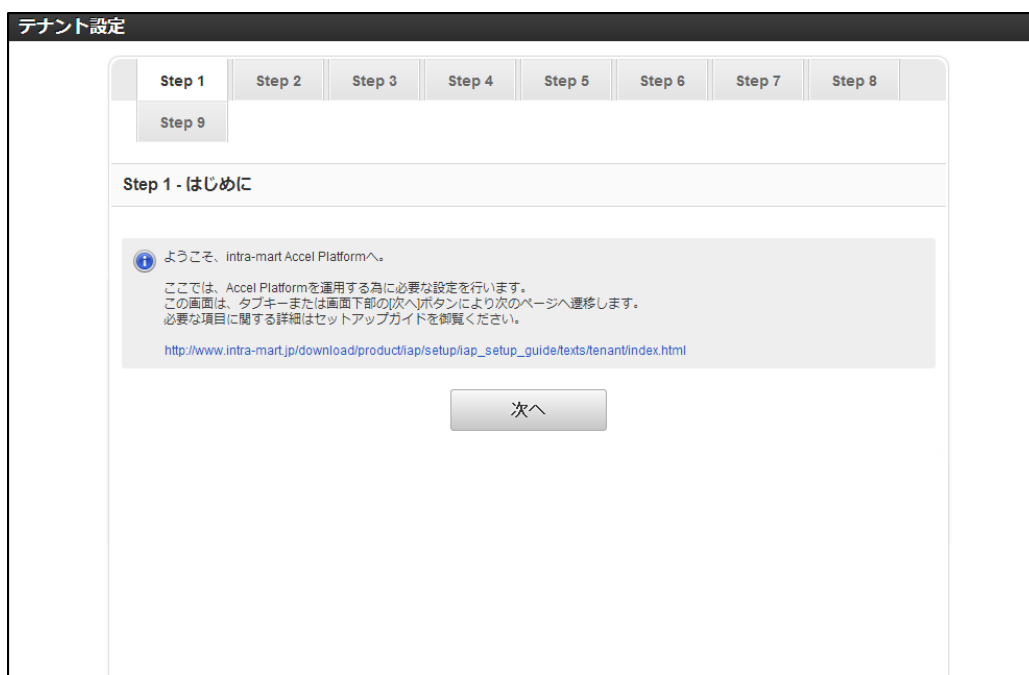 テナント設定
Step 1 Step 2 Step 3 Step 4 Step 5 Step 6 Step 7 Step 8
Step 9
Step 1 - はじめに
ようこそ、intra-mart Accel Platformへ。
ここでは、Accel Platformを運用する為に必要な設定を行います。
この画面は、タブキーまたは画面下部の[次へ]ボタンにより次のページへ遷移します。
必要な項目に関する詳細はセットアップガイドを御覧ください。
http://www.intra-mart.jp/download/product/iap/setup/iap_setup_guide/texts/tenant/index.html
次へ